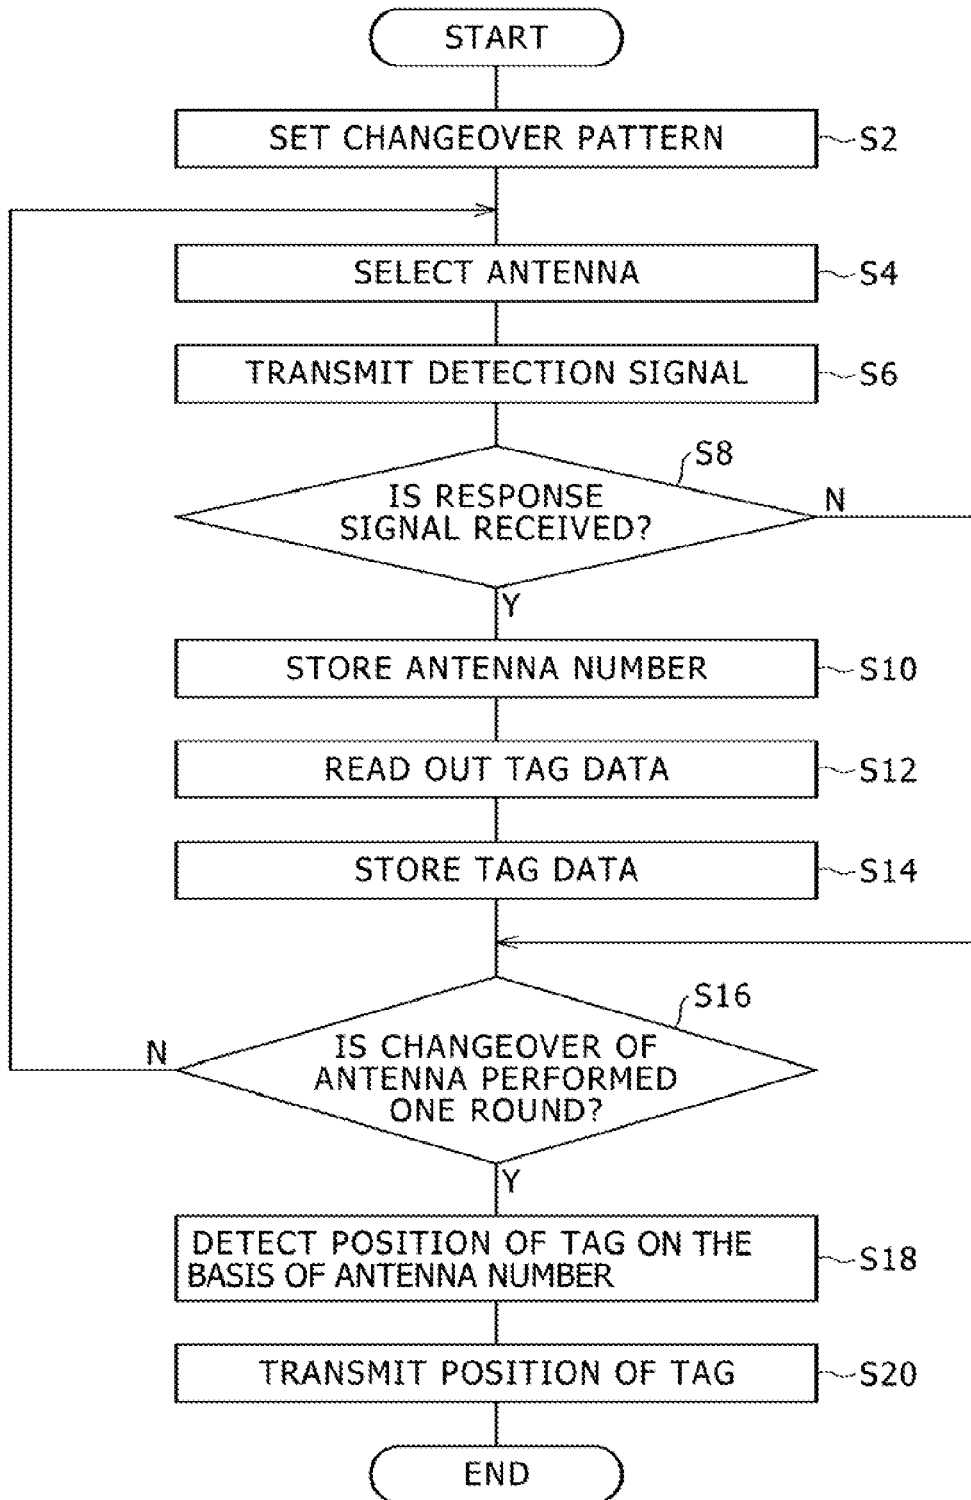 START
SET CHANGEOVER PATTERN
S2
SELECT ANTENNA
S4
TRANSMIT DETECTION SIGNAL
S6
S8
IS RESPONSE
SIGNAL RECEIVED?
N
Y
STORE ANTENNA NUMBER
S10
READ OUT TAG DATA
S12
STORE TAG DATA
S14
S16
N
IS CHANGEOVER OF
ANTENNA PERFORMED
ONE ROUND?
Y
DETECT POSITION OF TAG ON THE
BASIS OF ANTENNA NUMBER
S18
TRANSMIT POSITION OF TAG
S20
END